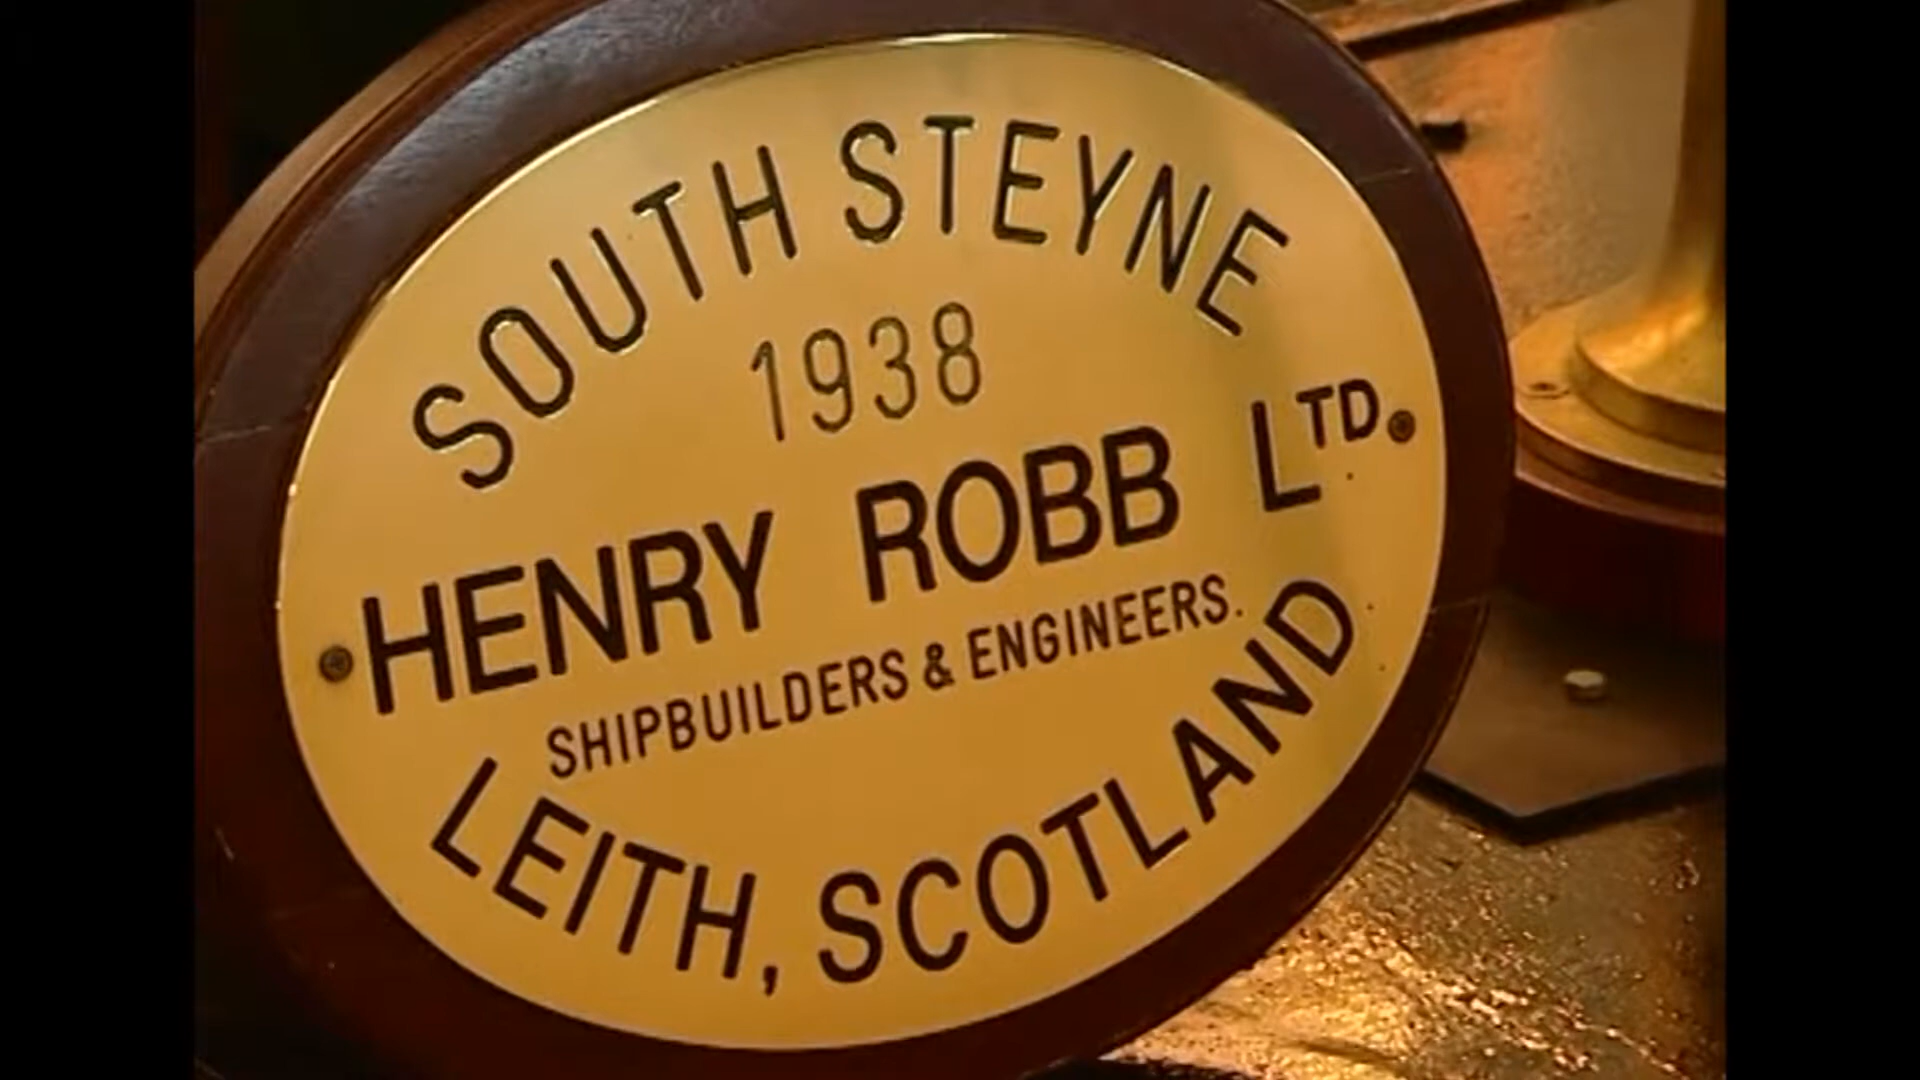 SOUTH STEYNE
1938
HENRY ROBB LTD.
SHIPBUILDERS & ENGINEERS.
LEITH, SCOTLAND